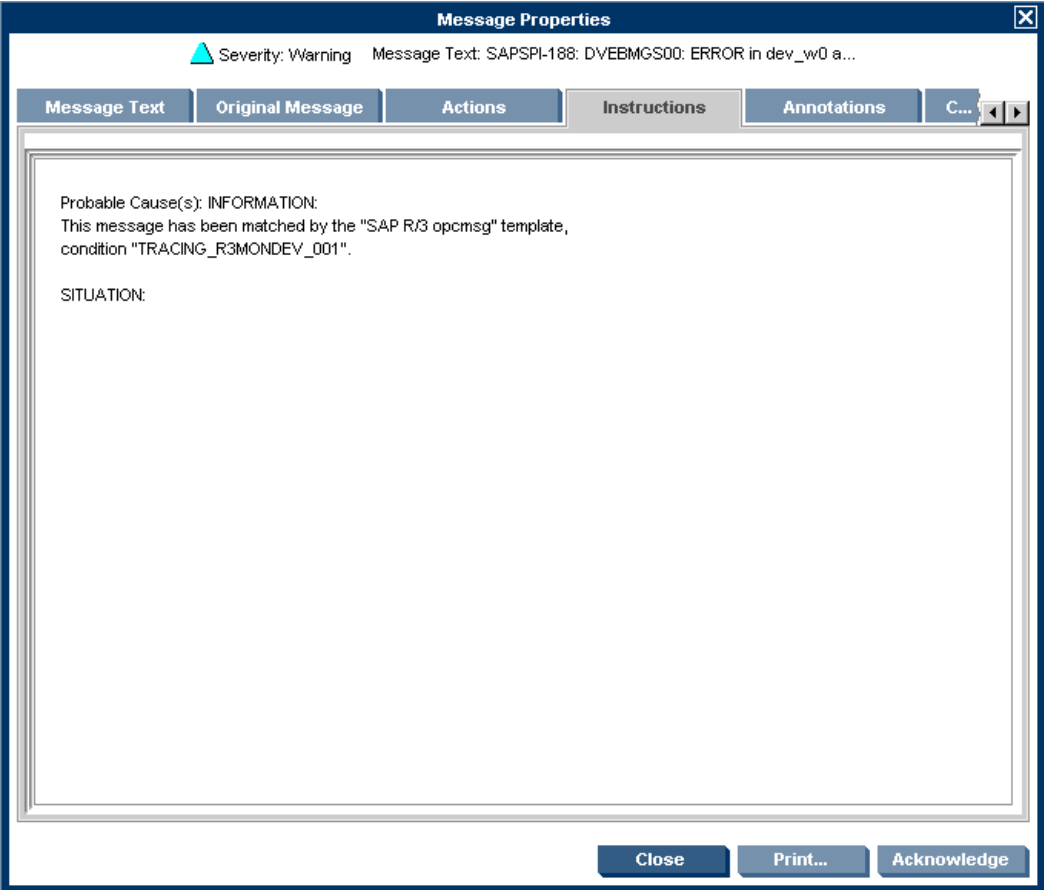 Message Properties
Severity: Warning Message Text: SAPSPI-188: DVEBMGS00: ERROR in dev_w0 a...
Message Text Original Message Actions Instructions Annotations C...
Probable Cause(s): INFORMATION:
This message has been matched by the "SAP R/3 opcmsg" template,
condition "TRACING_R3MONDEV_001".
SITUATION:
Close Print... Acknowledge